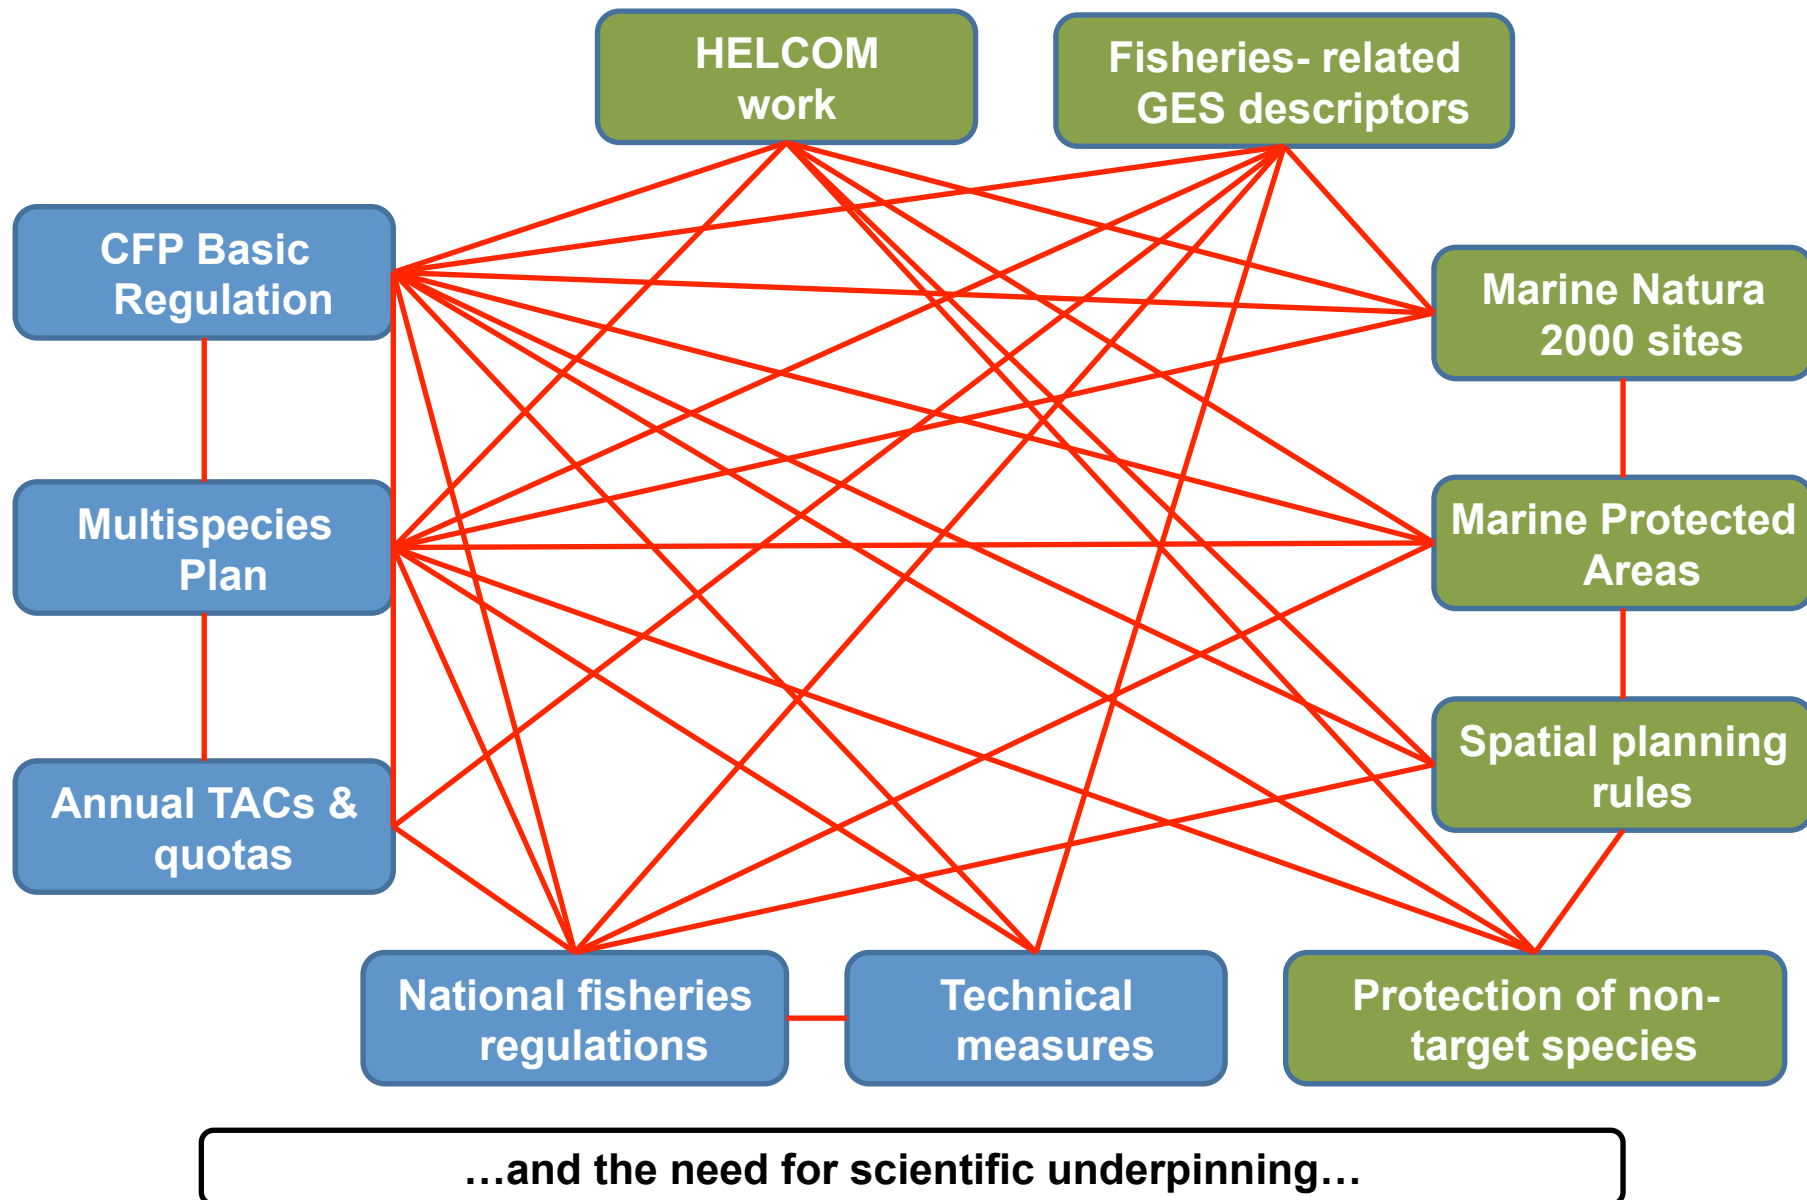 HELCOM
work
Fisheries- related
GES descriptors
CFP Basic
Regulation
Marine Natura
2000 sites
Multispecies
Plan
Marine Protected
Areas
Annual TACs &
quotas
Spatial planning
rules
National fisheries
regulations
Technical
measures
Protection of non-
target species
…and the need for scientific underpinning…